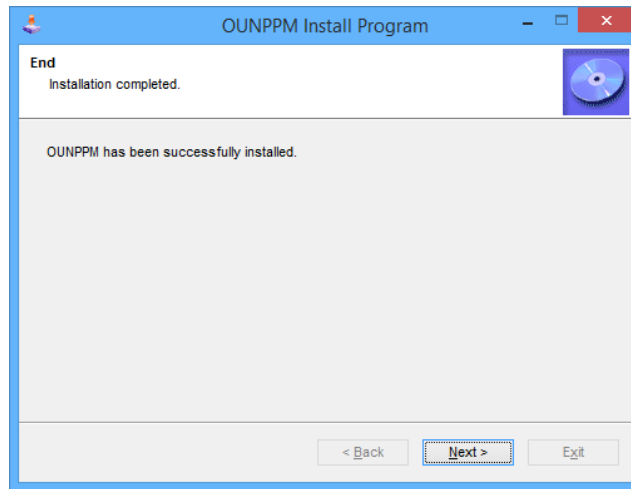 OUNPPM Install Program
End
Installation completed.
OUNPPM has been successfully installed.
< Back Next > Exit